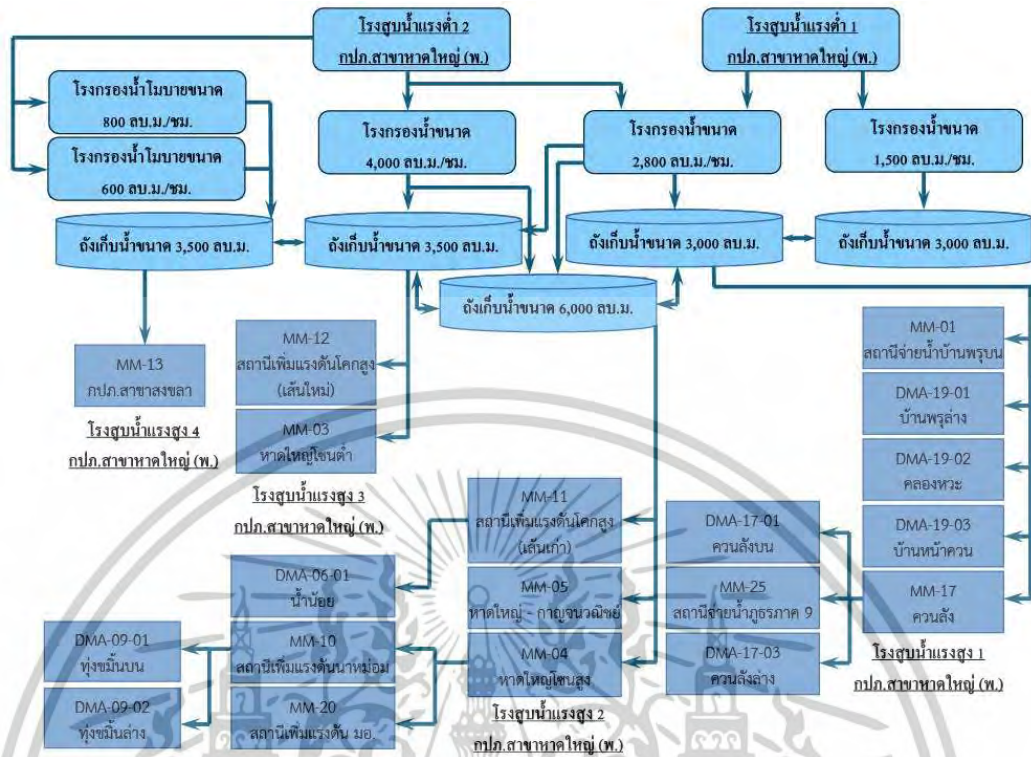 โรงสูบน้ำแรงต่ำ 2
กปภ.สาขาหาดใหญ่ (พ.)
โรงสูบน้ำแรงต่ำ 1
กปภ.สาขาหาดใหญ่ (พ.)
โรงกรองน้ำโมบายขนาด
800 ลบ.ม./ชม.
โรงกรองน้ำโมบายขนาด
600 ลบ.ม./ชม.
โรงกรองน้ำขนาด
4,000 ลบ.ม./ชม.
โรงกรองน้ำขนาด
2,800 ลบ.ม./ชม.
โรงกรองน้ำขนาด
1,500 ลบ.ม./ชม.
ถังเก็บน้ำขนาด 3,500 ลบ.ม.
ถังเก็บน้ำขนาด 3,500 ลบ.ม.
ถังเก็บน้ำขนาด 3,000 ลบ.ม.
ถังเก็บน้ำขนาด 3,000 ลบ.ม.
ถังเก็บน้ำขนาด 6,000 ลบ.ม.
MM-13
กปภ.สาขาสงขลา
โรงสูบน้ำแรงสูง 4
กปภ.สาขาหาดใหญ่ (พ.)
MM-12
สถานีเพิ่มแรงดันโคกสูง
(เส้นใหม่)
MM-03
หาดใหญ่โซนต่ำ
โรงสูบน้ำแรงสูง 3
กปภ.สาขาหาดใหญ่ (พ.)
MM-01
สถานีจ่ายน้ำบ้านพรุบน
DMA-19-01
บ้านพรุล่าง
DMA-19-02
คลองหวะ
DMA-19-03
บ้านหน้าควน
MM-17
ควนลัง
โรงสูบน้ำแรงสูง 1
กปภ.สาขาหาดใหญ่ (พ.)
DMA-17-01
ควนลังบน
MM-25
สถานีจ่ายน้ำภูธรภาค 9
DMA-17-03
ควนลังล่าง
MM-11
สถานีเพิ่มแรงดันโคกสูง
(เส้นเก่า)
MM-05
หาดใหญ่ - กาญจนวณิชย์
MM-04
หาดใหญ่โซนสูง
โรงสูบน้ำแรงสูง 2
กปภ.สาขาหาดใหญ่ (พ.)
DMA-06-01
น้ำน้อย
MM-10
สถานีเพิ่มแรงดันนาหม่อม
MM-20
สถานีเพิ่มแรงดัน มอ.
DMA-09-01
ทุ่งขมิ้นบน
DMA-09-02
ทุ่งขมิ้นล่าง